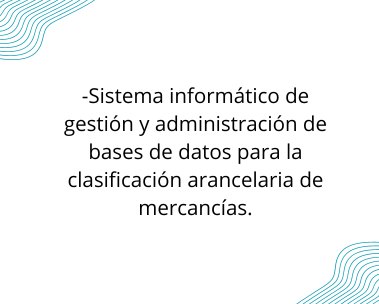 -Sistema informático de
gestión y administración de
bases de datos para la
clasificación arancelaria de
mercancías.